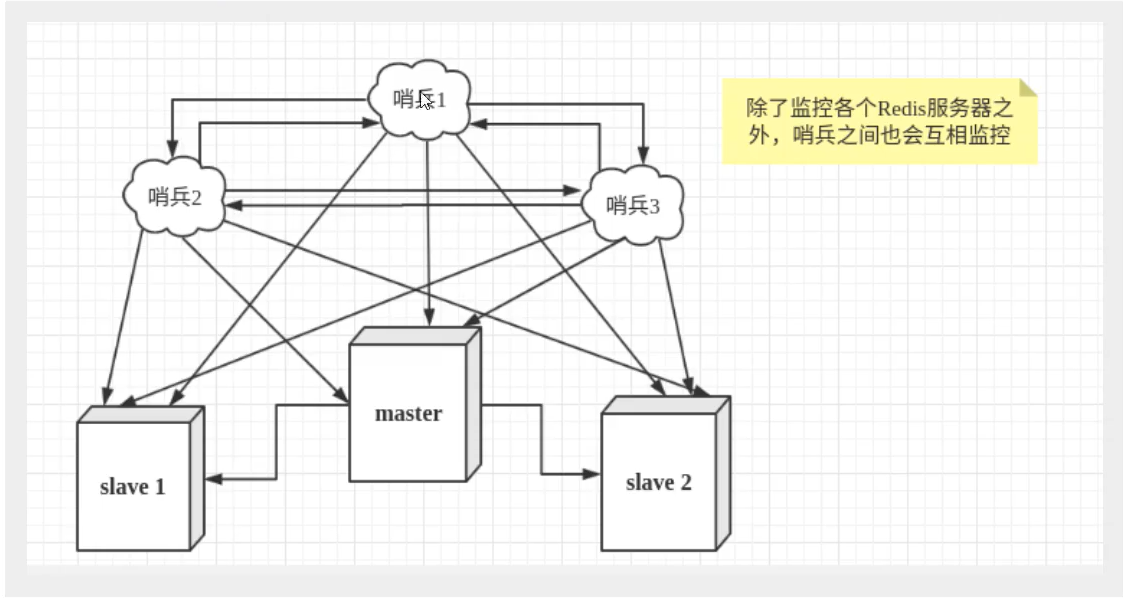 哨兵1
除了监控各个Redis服务器之
外，哨兵之间也会互相监控
哨兵2
哨兵3
master
slave 1
slave 2